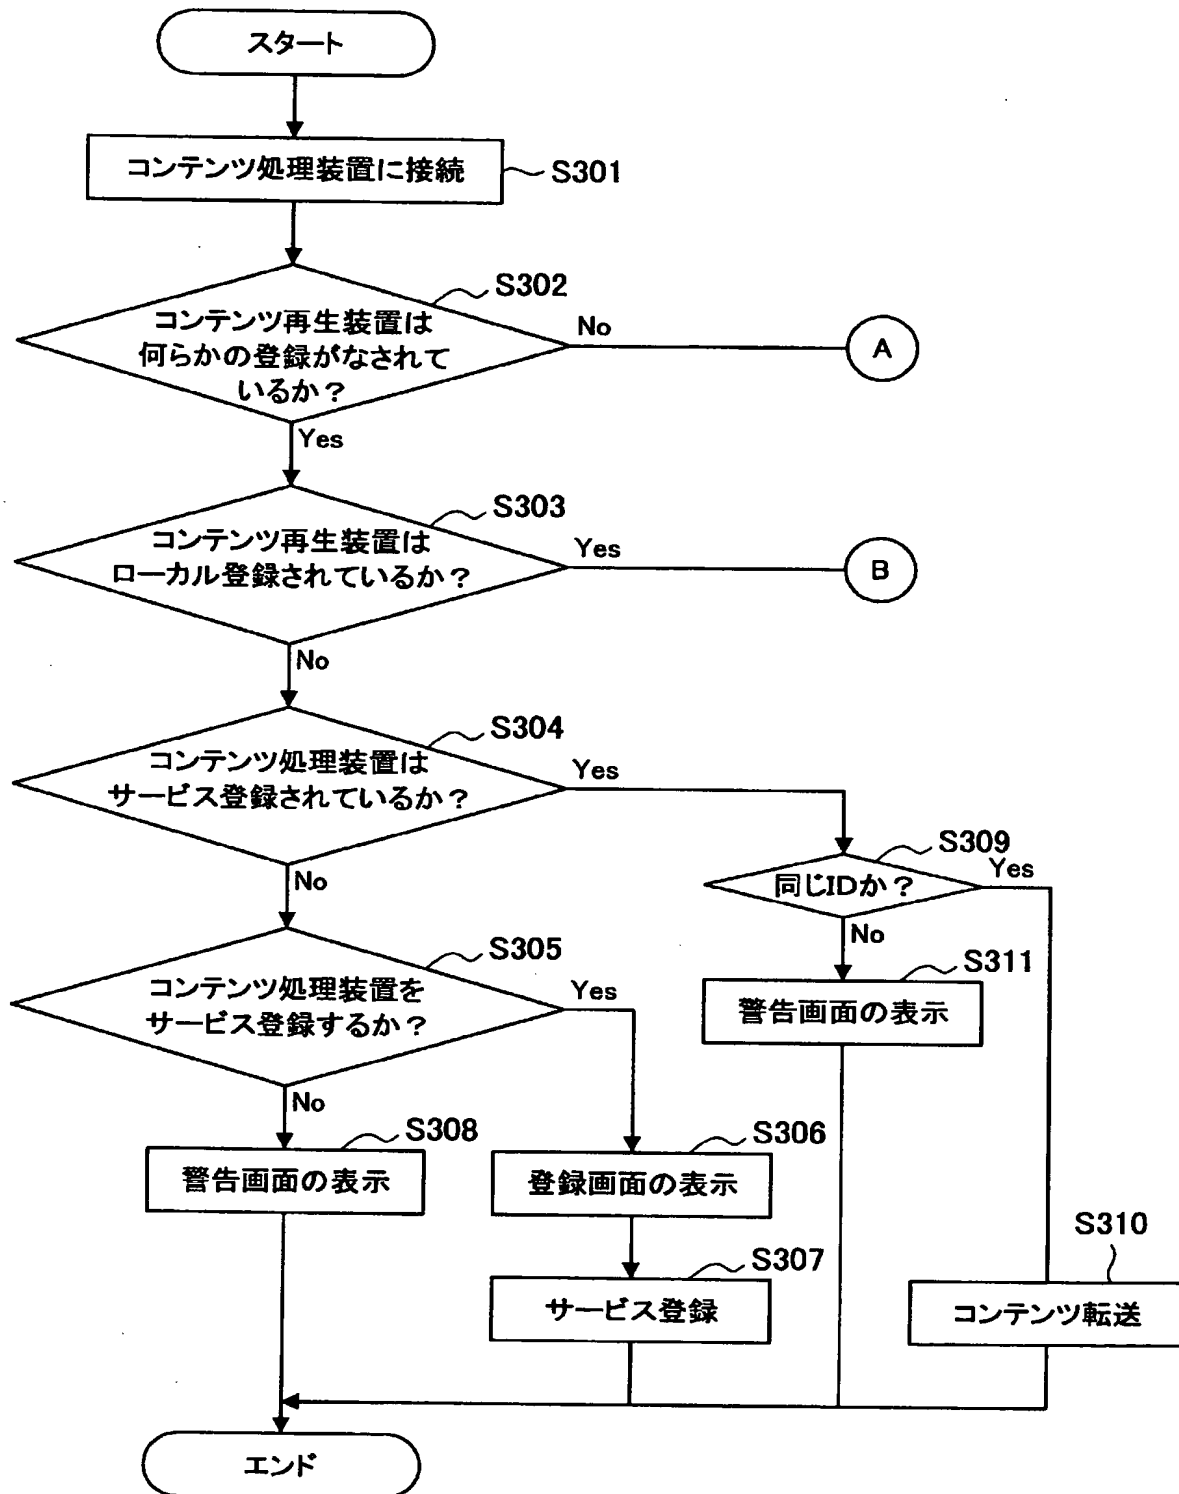 スタート
コンテンツ処理装置に接続
S301
S302
コンテンツ再生装置は
何らかの登録がなされて
いるか？
No
A
Yes
S303
コンテンツ再生装置は
ローカル登録されているか？
Yes
B
No
S304
コンテンツ処理装置は
サービス登録されているか？
Yes
S309
同じIDか？
Yes
No
No
S305
コンテンツ処理装置を
サービス登録するか？
Yes
S311
警告画面の表示
No
S308
警告画面の表示
S306
登録画面の表示
S307
サービス登録
S310
コンテンツ転送
エンド